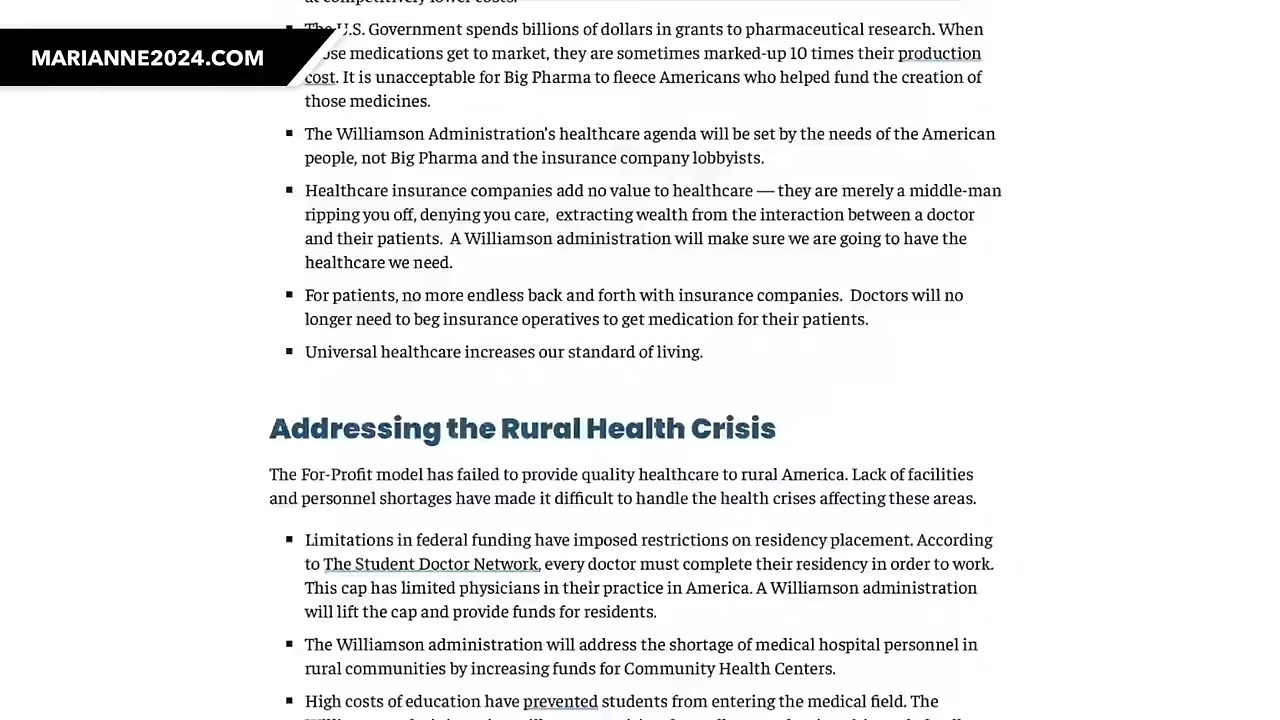 MARIANNE2024.COM
at competitively lower costs.
The U.S. Government spends billions of dollars in grants to pharmaceutical research. When
those medications get to market, they are sometimes marked-up 10 times their production
cost. It is unacceptable for Big Pharma to fleece Americans who helped fund the creation of
those medicines.
The Williamson Administration's healthcare agenda will be set by the needs of the American
people, not Big Pharma and the insurance company lobbyists.
Healthcare insurance companies add no value to healthcare — they are merely a middle-man
ripping you off, denying you care, extracting wealth from the interaction between a doctor
and their patients. A Williamson administration will make sure we are going to have the
healthcare we need.
For patients, no more endless back and forth with insurance companies. Doctors will no
longer need to beg insurance operatives to get medication for their patients.
Universal healthcare increases our standard of living.
Addressing the Rural Health Crisis
The For-Profit model has failed to provide quality healthcare to rural America. Lack of facilities
and personnel shortages have made it difficult to handle the health crises affecting these areas.
Limitations in federal funding have imposed restrictions on residency placement. According
to The Student Doctor Network, every doctor must complete their residency in order to work.
This cap has limited physicians in their practice in America. A Williamson administration
will lift the cap and provide funds for residents.
The Williamson administration will address the shortage of medical hospital personnel in
rural communities by increasing funds for Community Health Centers.
High costs of education have prevented students from entering the medical field. The